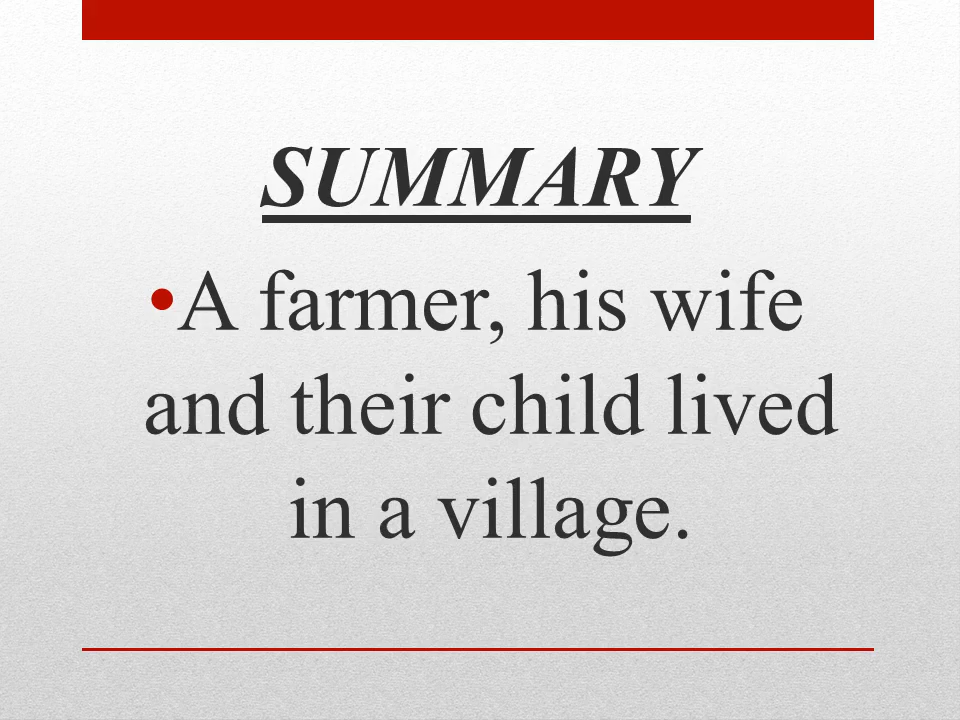 SUMMARY
•A farmer, his wife
and their child lived
in a village.